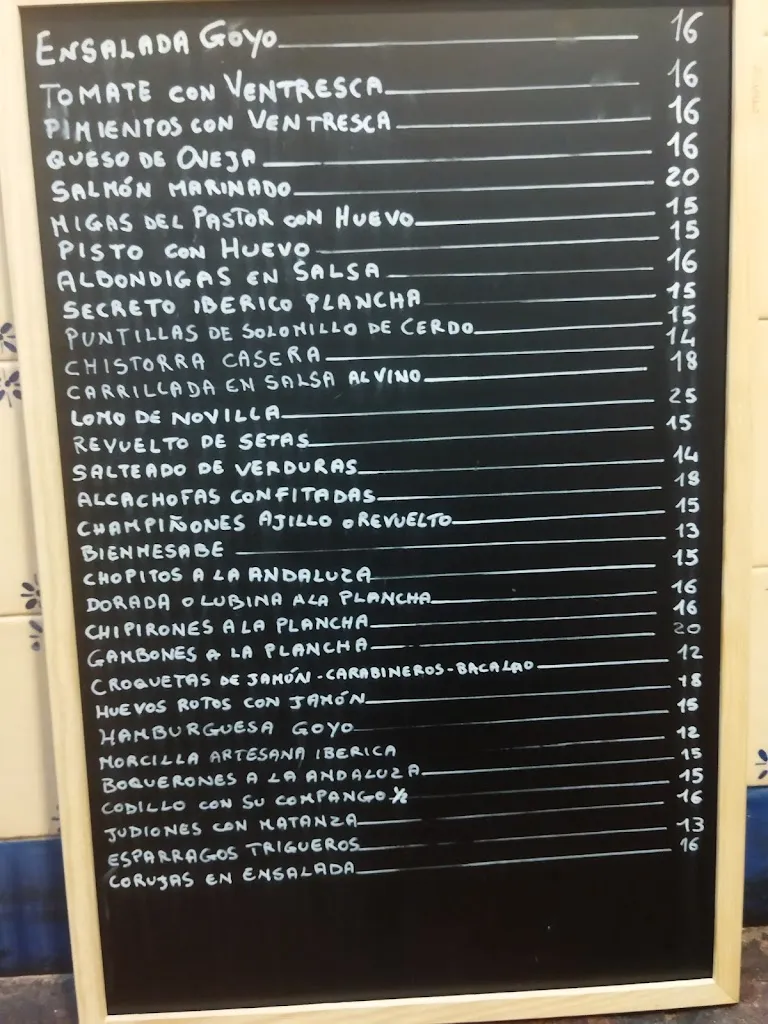 ENSALADA GOYO 16
TOMATE CON VENTRESCA 16
PIMIENTOS CON VENTRESCA 16
QUESO DE OVEJA 16
SALMÓN MARINADO 20
MIGAS DEL PASTOR CON HUEVO 15
PISTO CON HUEVO 15
ALBONDIGAS EN SALSA 16
SECRETO IBERICO PLANCHA 15
PUNTILLAS DE SOLOMILLO DE CERDO 15
CHISTORRA CASERA 14
CARRILLADA EN SALSA AL VINO 18
LOMO DE NOVILLA 25
REVUELTO DE SETAS 15
SALTEADO DE VERDURAS 14
ALCACHOFAS CONFITADAS 18
CHAMPIÑONES AJILLO O REVUELTO 15
BIENMESABE 13
CHOPITOS A LA ANDALUZA 15
DORADA O LUBINA A LA PLANCHA 16
CHIPIRONES A LA PLANCHA 16
GAMBONES A LA PLANCHA 20
CROQUETAS DE JAMÓN - CARABINEROS - BACALAO 12
HUEVOS ROTOS CON JAMÓN 18
HAMBURGUESA GOYO 15
MORCILLA ARTESANA IBERICA 12
BOQUERONES A LA ANDALUZA 15
CODILLO CON SU COMPANGO ½ 15
JUDIONES CON MATANZA 16
ESPARRAGOS TRIGUEROS 13
CORUJAS EN ENSALADA 16